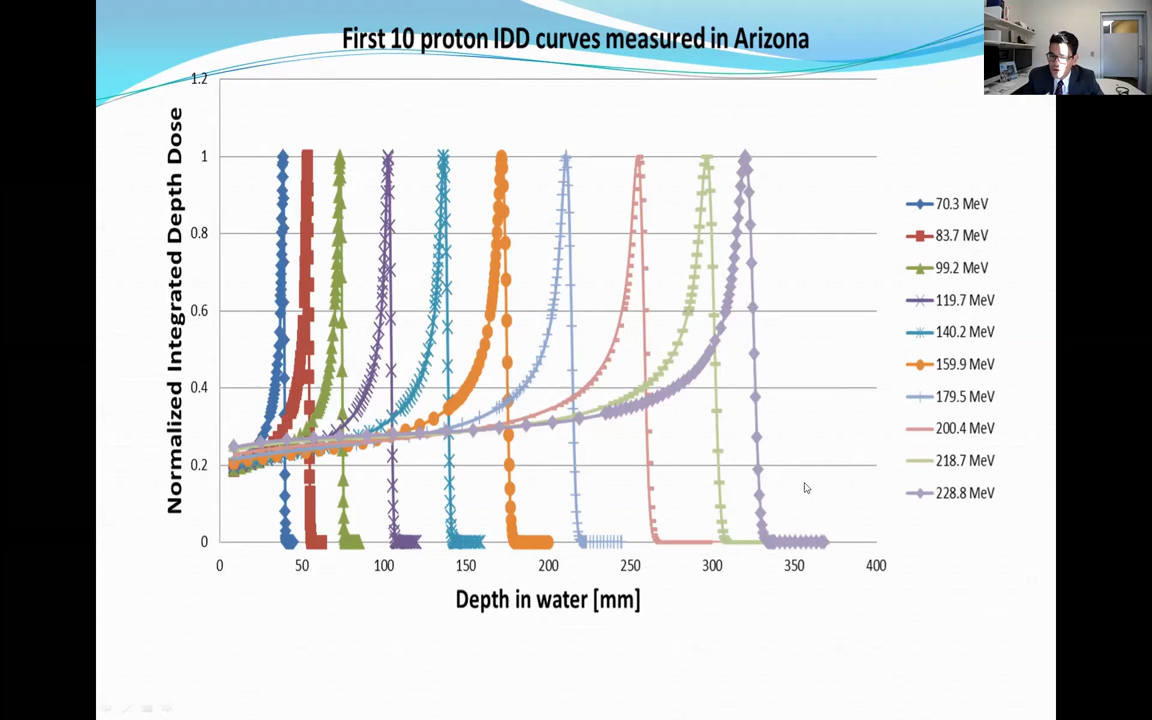 First 10 proton IDD curves measured in Arizona
1.2
1
0.8
0.6
0.4
0.2
0
Normalized Integrated Depth Dose
0 50 100 150 200 250 300 350 400
Depth in water [mm]
70.3 MeV
83.7 MeV
99.2 MeV
119.7 MeV
140.2 MeV
159.9 MeV
179.5 MeV
200.4 MeV
218.7 MeV
228.8 MeV